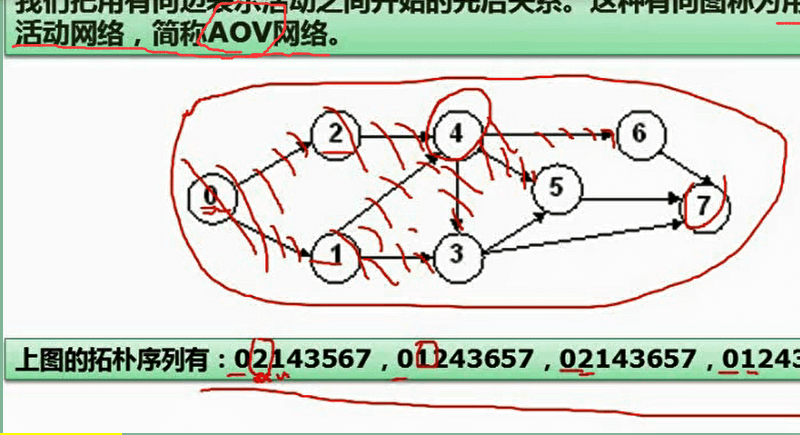 我们把用有向边表示活动之间开始的先后关系。这种有向图称为用
活动网络，简称AOV网络。
2 4 6
0 5 7
1 3
上图的拓朴序列有：02143567，01243657，02143657，01243